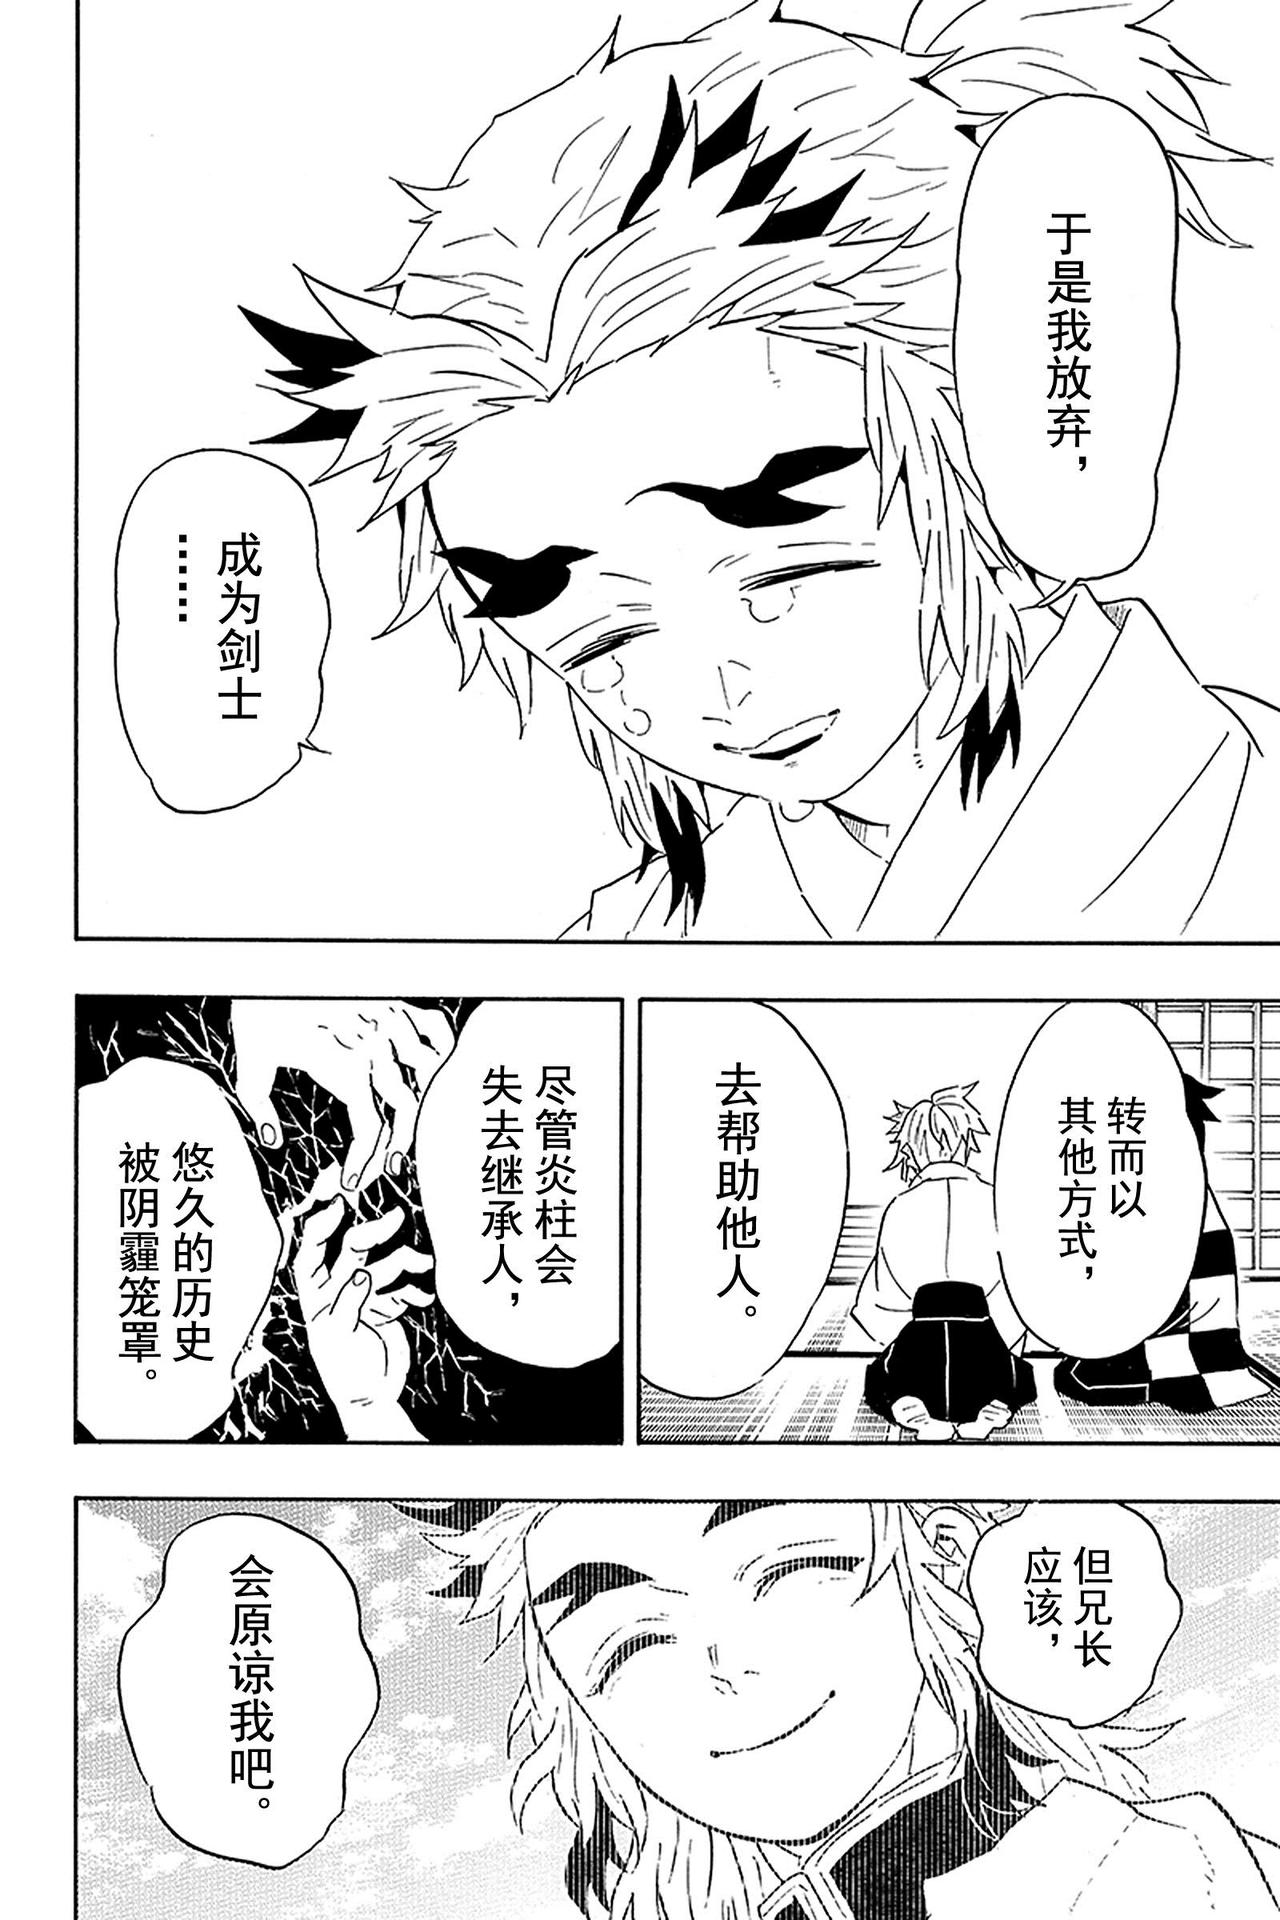 于是我放弃，
成为剑士
……
转而以
其他方式，
去帮助他人。
尽管炎柱会
失去继承人，
悠久的历史
被阴霾笼罩。
但兄长
应该，
会原谅我吧。